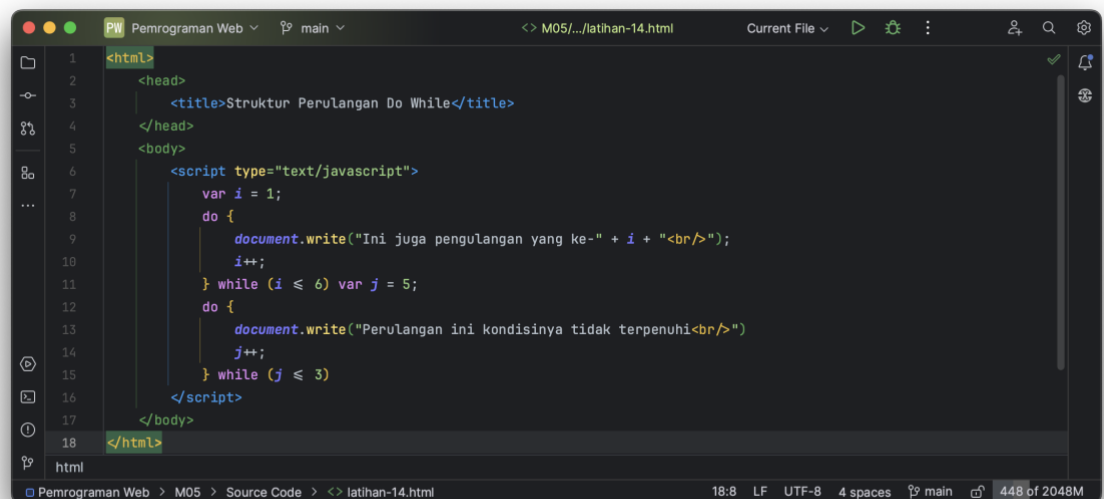 PW Pemrograman Web main <> M05/.../latihan-14.html Current File
1 <html>
2 <head>
3 <title>Struktur Perulangan Do While</title>
4 </head>
5 <body>
6 <script type="text/javascript">
7 var i = 1;
8 do {
9 document.write("Ini juga pengulangan yang ke-" + i + "<br/>");
10 i++;
11 } while (i <= 6) var j = 5;
12 do {
13 document.write("Perulangan ini kondisinya tidak terpenuhi<br/>")
14 j++;
15 } while (j <= 3)
16 </script>
17 </body>
18 </html>
html
Pemrograman Web > M05 > Source Code > <> latihan-14.html 18:8 LF UTF-8 4 spaces main 448 of 2048M